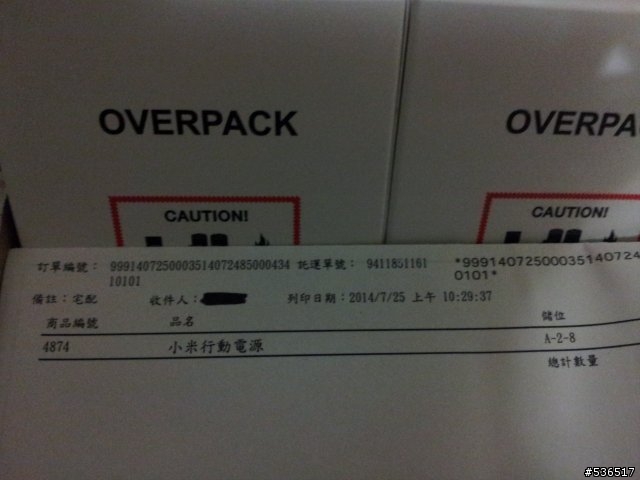 OVERPACK
OVERPA
CAUTION!
CAUTION!
訂單編號： 9991407250003514072485000434 託運單號： 9411851161 *99914072500035140724
10101 0101*
備註：宅配 收件人： 列印日期：2014/7/25 上午 10:29:37
商品編號 品名 儲位
4874 小米行動電源 A-2-8
總計數量
#536517